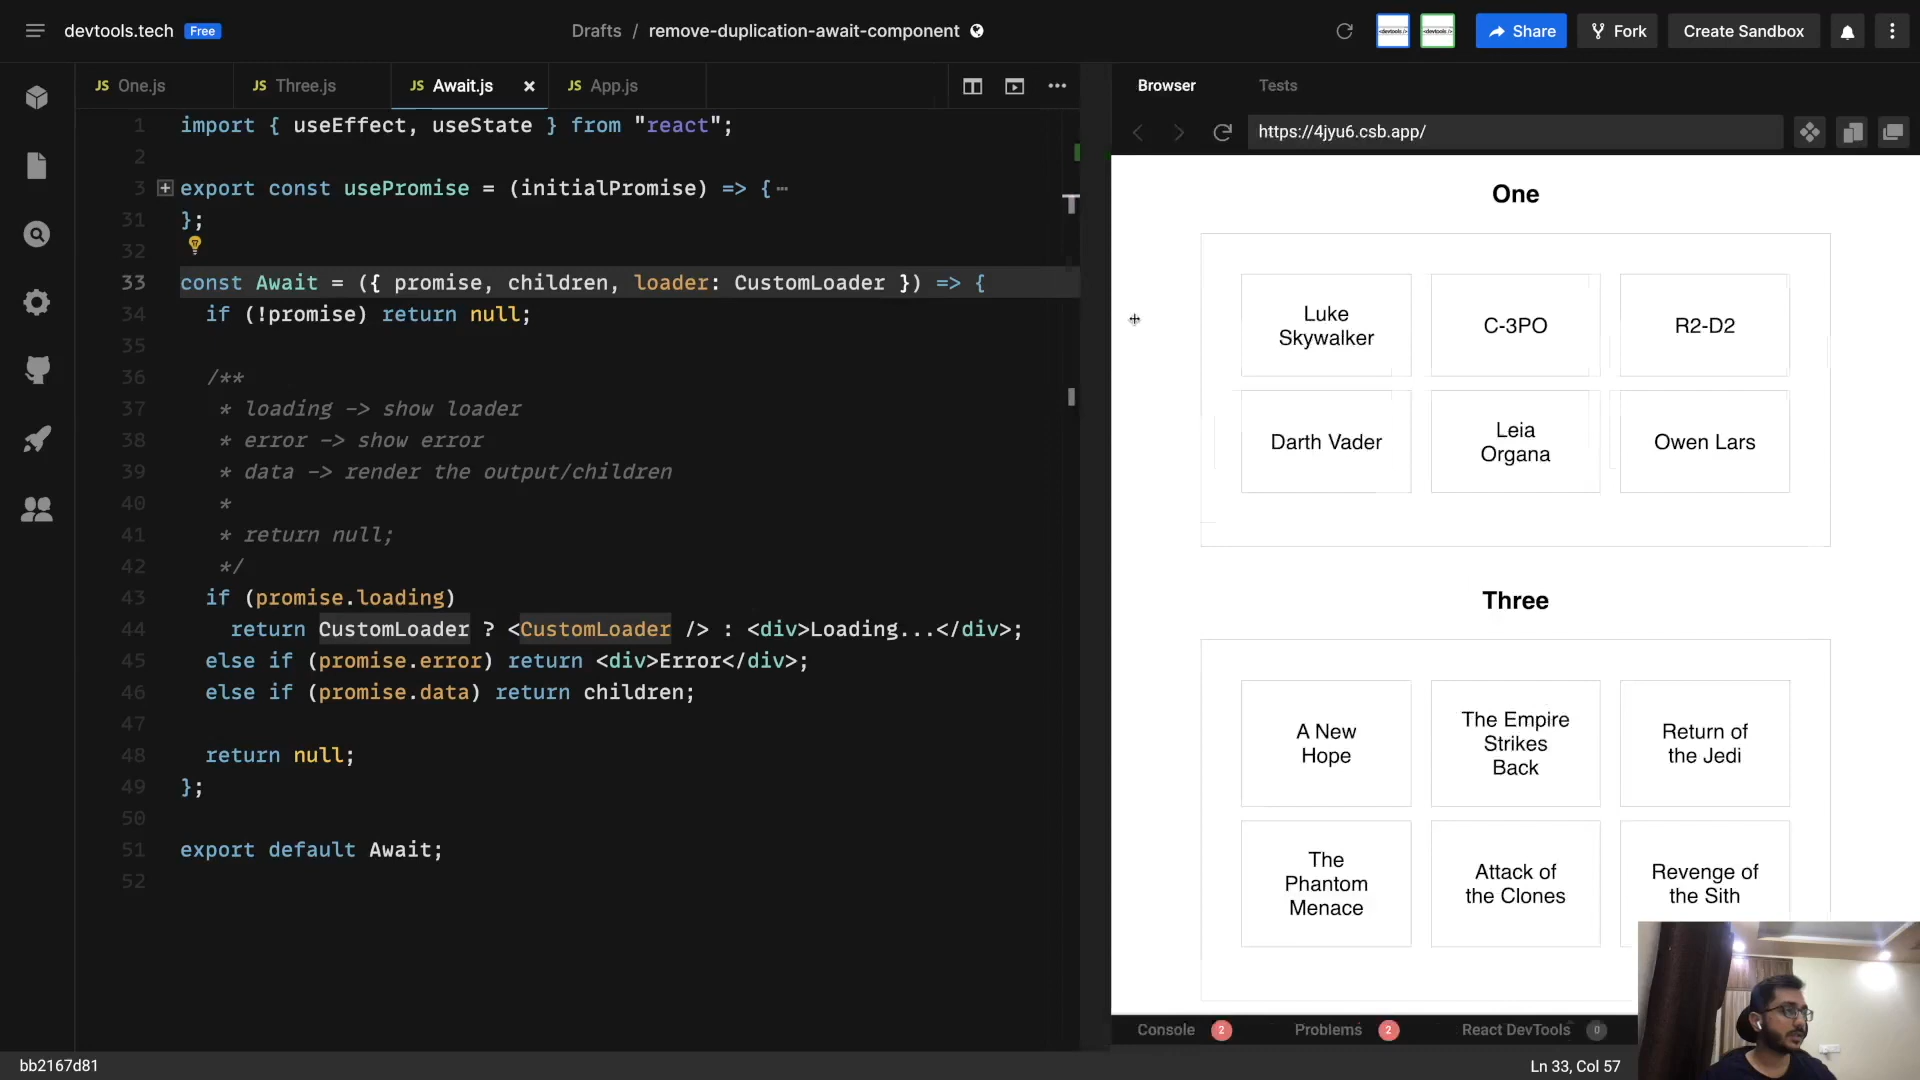 devtools.tech Free
Drafts / remove-duplication-await-component
Share
Fork
Create Sandbox
JS One.js
JS Three.js
JS Await.js
JS App.js
1 import { useEffect, useState } from "react";
2
3 export const usePromise = (initialPromise) => {⋯
31 };
32
33 const Await = ({ promise, children, loader: CustomLoader }) => {
34 if (!promise) return null;
35
36 /**
37 * loading -> show loader
38 * error -> show error
39 * data -> render the output/children
40 *
41 * return null;
42 */
43 if (promise.loading)
44 return CustomLoader ? <CustomLoader /> : <div>Loading...</div>;
45 else if (promise.error) return <div>Error</div>;
46 else if (promise.data) return children;
47
48 return null;
49 };
50
51 export default Await;
52
bb2167d81
Ln 33, Col 57
Browser
Tests
https://4jyu6.csb.app/
One
Luke
Skywalker
C-3PO
R2-D2
Darth Vader
Leia
Organa
Owen Lars
Three
A New
Hope
The Empire
Strikes
Back
Return of
the Jedi
The
Phantom
Menace
Attack of
the Clones
Revenge of
the Sith
Console 2
Problems 2
React DevTools 0